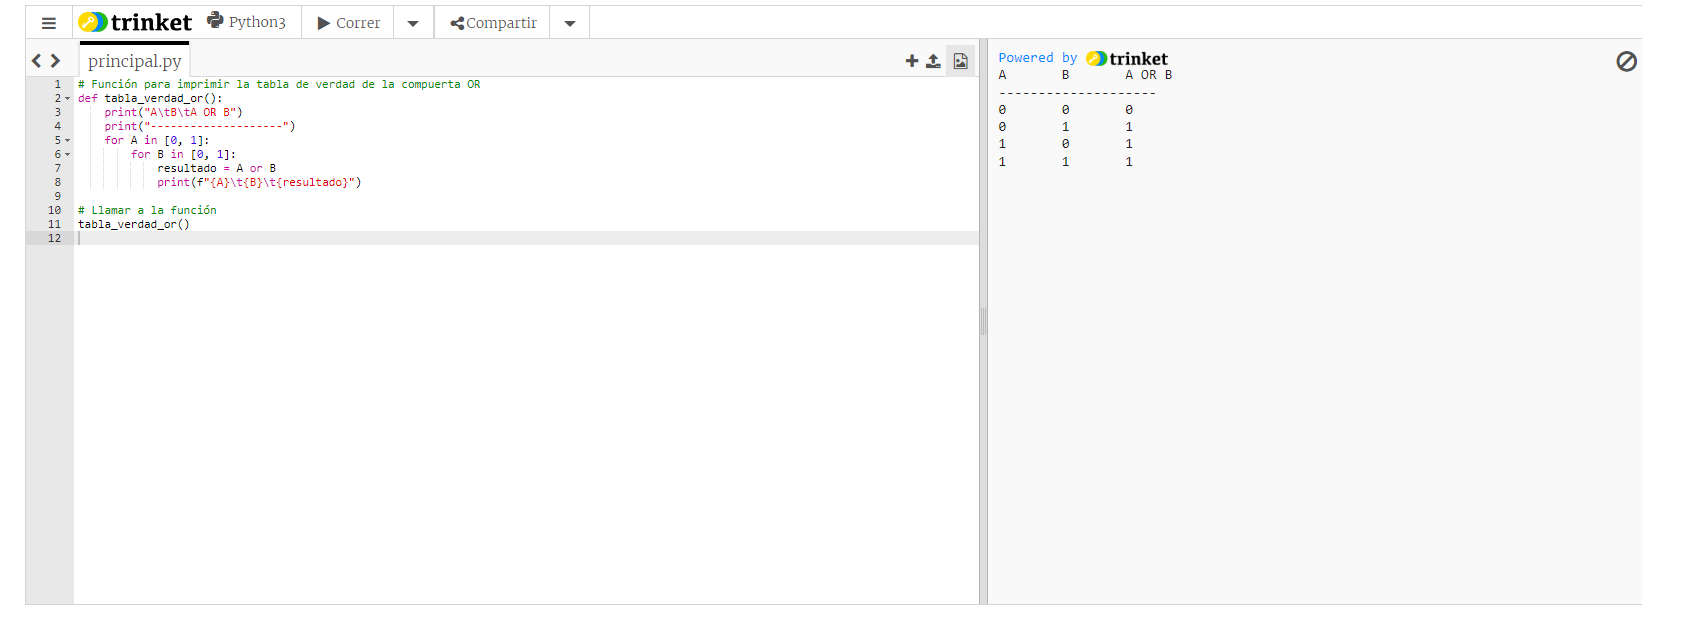 trinket Python3 Correr Compartir
principal.py
1 # Función para imprimir la tabla de verdad de la compuerta OR
2 def tabla_verdad_or():
3     print("A\tB\tA OR B")
4     print("--------------------")
5     for A in [0, 1]:
6         for B in [0, 1]:
7             resultado = A or B
8             print(f"{A}\t{B}\t{resultado}")
9
10 # Llamar a la función
11 tabla_verdad_or()
12
Powered by trinket
A B A OR B
--------------------
0 0 0
0 1 1
1 0 1
1 1 1